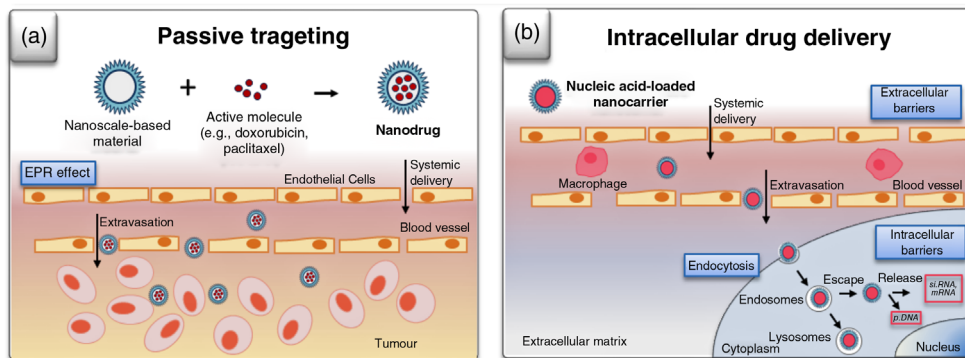 (a)
Passive trageting
Nanoscale-based
material
+
Active molecule
(e.g., doxorubicin,
paclitaxel)
Nanodrug
EPR effect
Endothelial Cells
Systemic
delivery
Extravasation
Blood vessel
Tumour
(b)
Intracellular drug delivery
Nucleic acid-loaded
nanocarrier
Systemic
delivery
Extracellular
barriers
Macrophage
Extravasation
Blood vessel
Intracellular
barriers
Endocytosis
Escape
Release
si.RNA,
mRNA
Endosomes
p.DNA
Lysosomes
Extracellular matrix
Cytoplasm
Nucleus